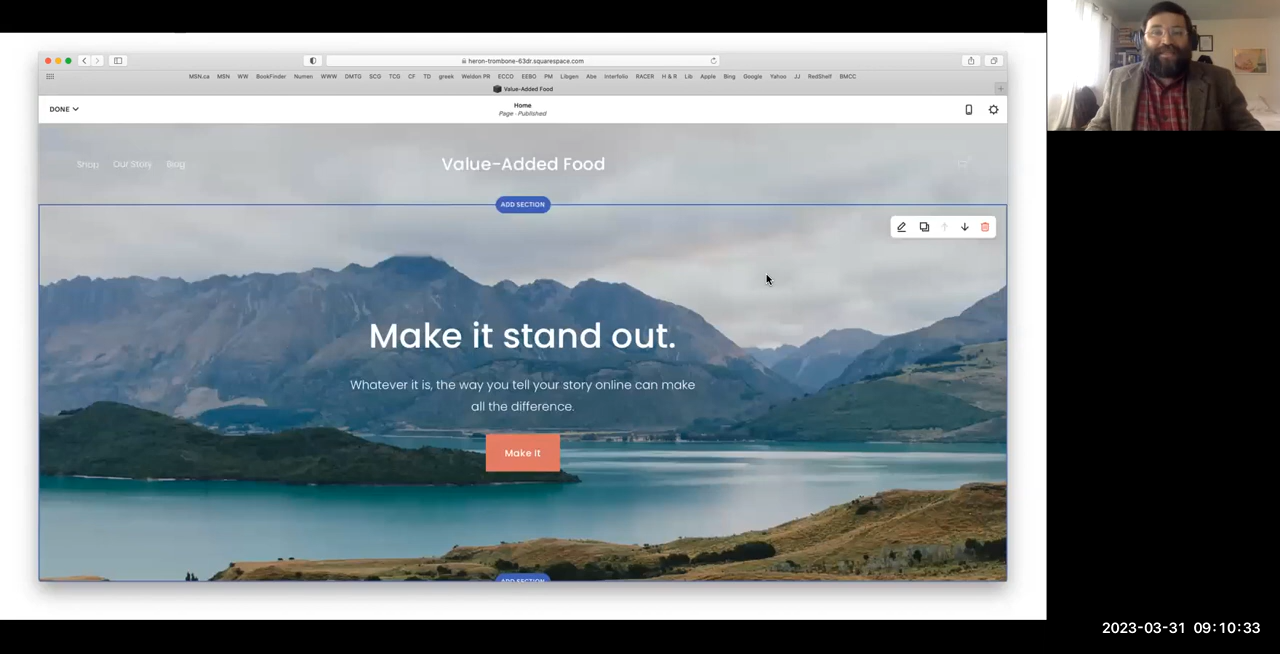 heron-trombone-63dr.squarespace.com
MSN.ca MSN WW BookFinder Numen WWW DMTG SCG TCG CF TD greek Weldon PR ECCO EEBO PM Libgen Abe Interfolio RACER H & R Lib Apple Bing Google Yahoo JJ RedShelf BMCC
Value-Added Food
DONE
Home
Page · Published
Shop Our Story Blog
Value-Added Food
ADD SECTION
Make it stand out.
Whatever it is, the way you tell your story online can make
all the difference.
Make It
ADD SECTION
2023-03-31 09:10:33